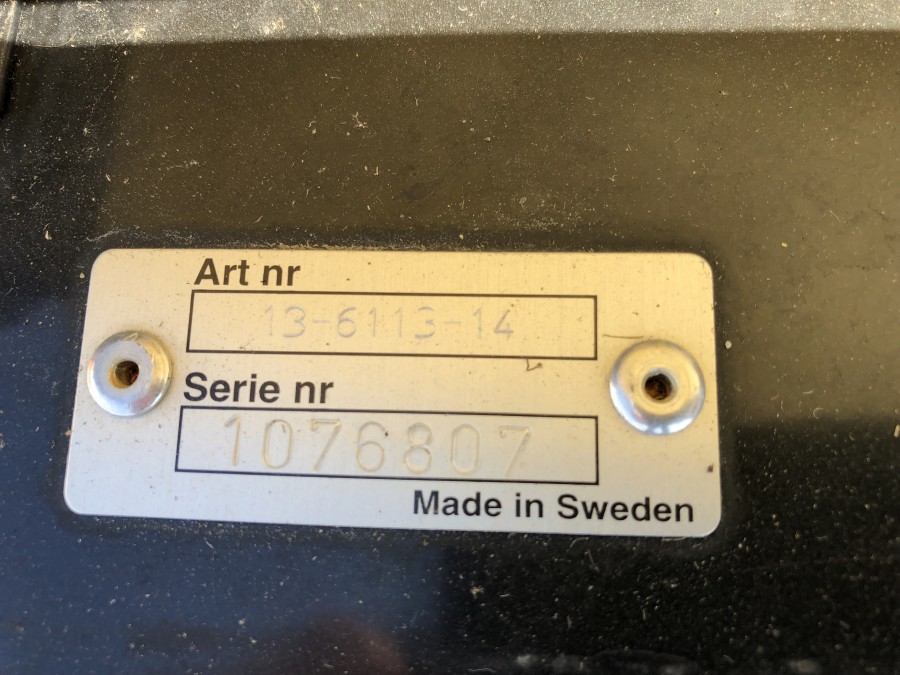 Art nr
13-6113-14
Serie nr
1076807
Made in Sweden